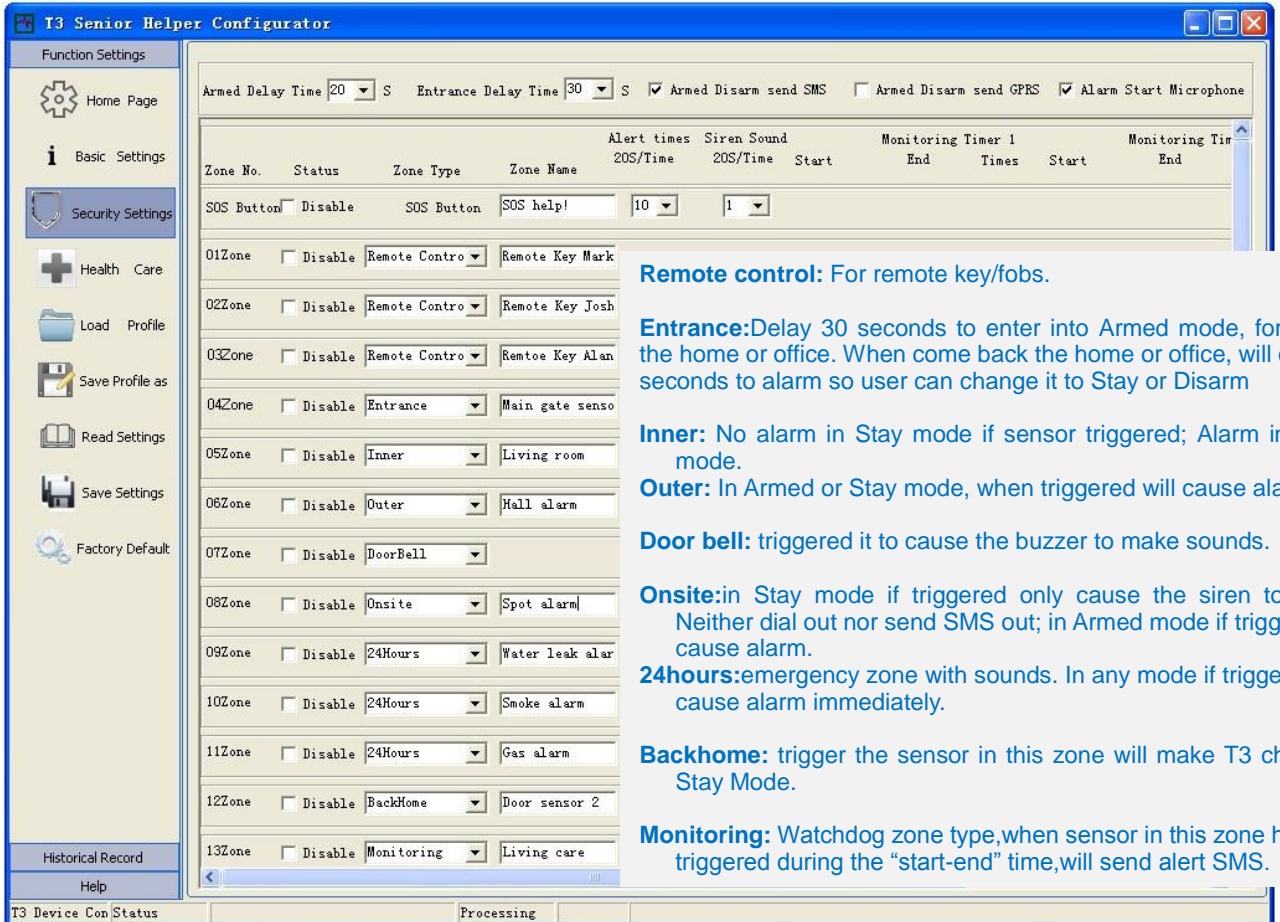 T3 Senior Helper Configurator
Function Settings
Home Page
Basic Settings
Security Settings
Health Care
Load Profile
Save Profile as
Read Settings
Save Settings
Factory Default
Historical Record
Help
Armed Delay Time 20 S Entrance Delay Time 30 S Armed Disarm send SMS Armed Disarm send GPRS Alarm Start Microphone
Alert times Siren Sound Monitoring Timer 1 Monitoring Tim
Zone No. Status Zone Type Zone Name 20S/Time 20S/Time Start End Times Start End
SOS Button Disable SOS Button SOS help! 10 1
01Zone Disable Remote Contro Remote Key Mark
02Zone Disable Remote Contro Remote Key Josh
03Zone Disable Remote Contro Remtoe Key Alan
04Zone Disable Entrance Main gate senso
05Zone Disable Inner Living room
06Zone Disable Outer Hall alarm
07Zone Disable DoorBell
08Zone Disable Onsite Spot alarm
09Zone Disable 24Hours Water leak alar
10Zone Disable 24Hours Smoke alarm
11Zone Disable 24Hours Gas alarm
12Zone Disable BackHome Door sensor 2
13Zone Disable Monitoring Living care
Remote control: For remote key/fobs.
Entrance:Delay 30 seconds to enter into Armed mode, for
the home or office. When come back the home or office, will
seconds to alarm so user can change it to Stay or Disarm
Inner: No alarm in Stay mode if sensor triggered; Alarm in
mode.
Outer: In Armed or Stay mode, when triggered will cause ala
Door bell: triggered it to cause the buzzer to make sounds.
Onsite:in Stay mode if triggered only cause the siren to
Neither dial out nor send SMS out; in Armed mode if trigg
cause alarm.
24hours:emergency zone with sounds. In any mode if trigge
cause alarm immediately.
Backhome: trigger the sensor in this zone will make T3 ch
Stay Mode.
Monitoring: Watchdog zone type,when sensor in this zone h
triggered during the “start-end” time,will send alert SMS.
T3 Device Con Status Processing